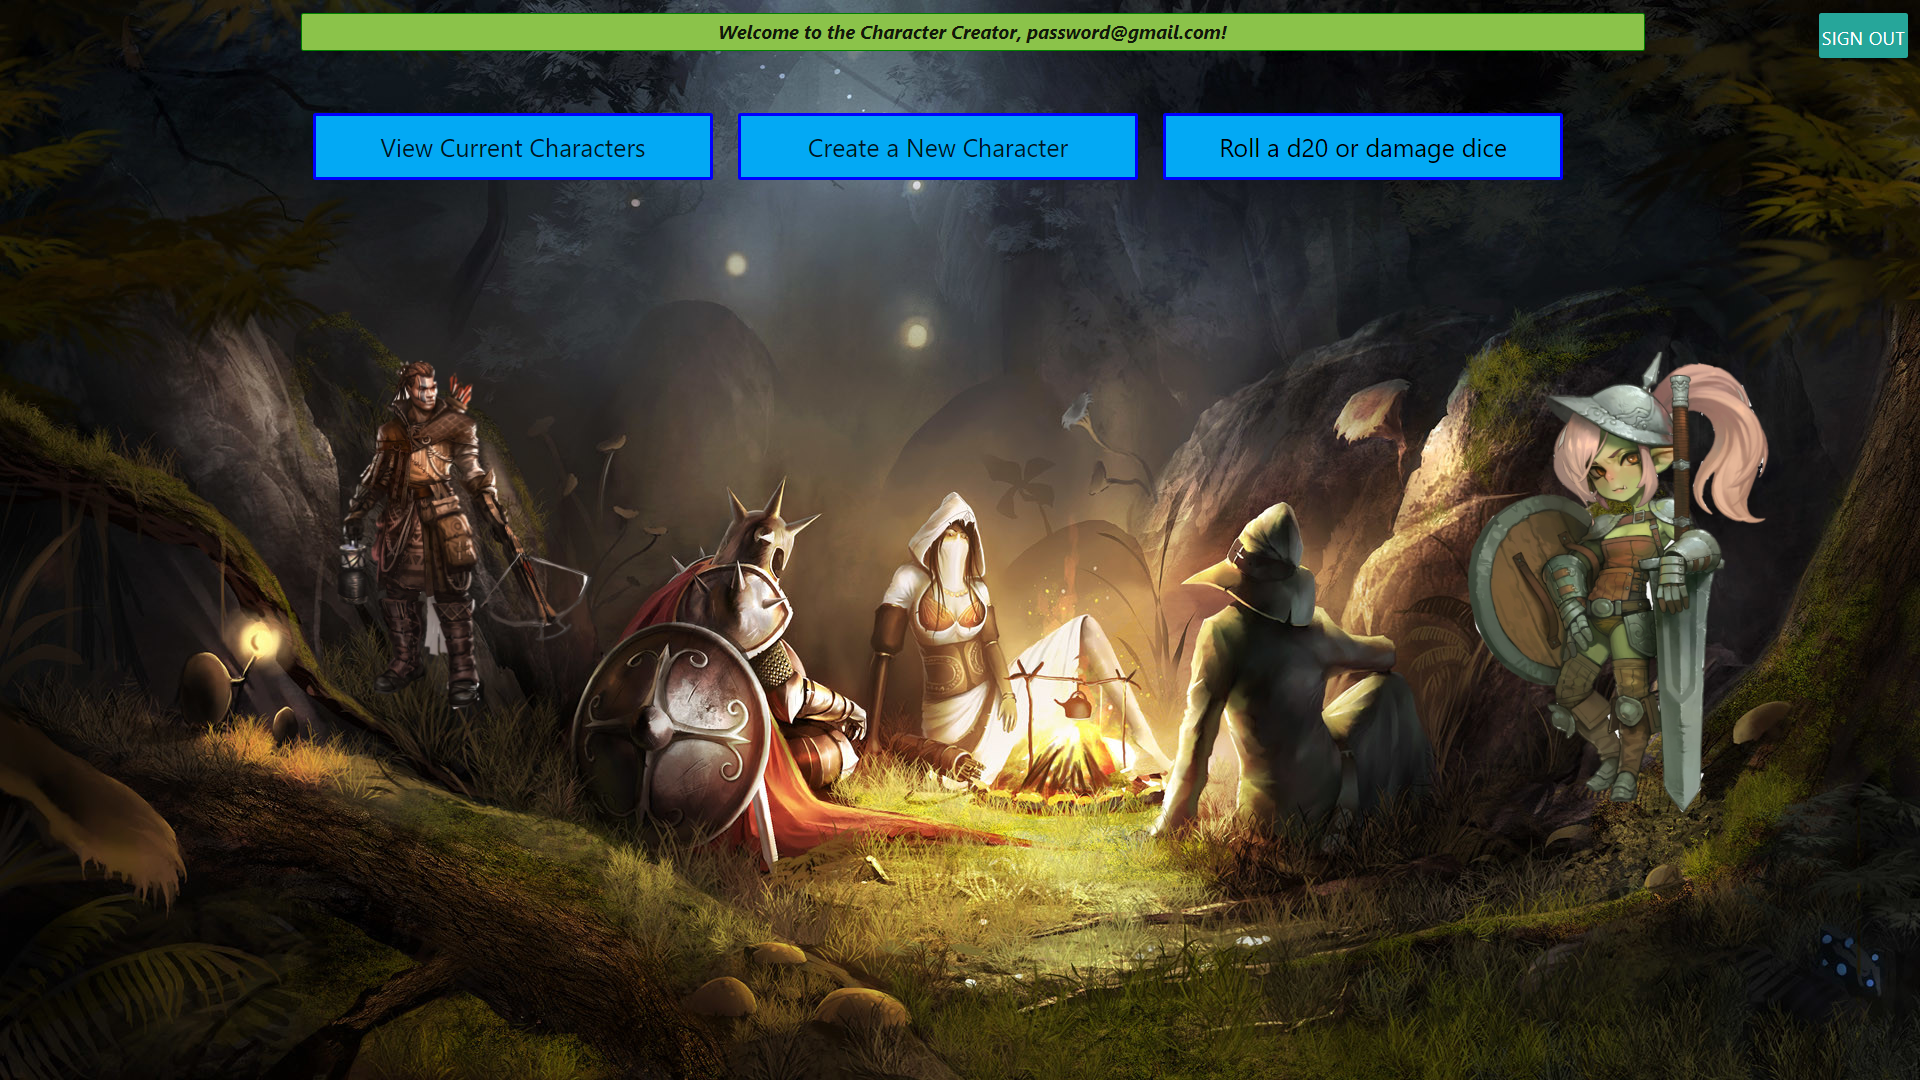 Welcome to the Character Creator, password@gmail.com!
SIGN OUT
View Current Characters
Create a New Character
Roll a d20 or damage dice